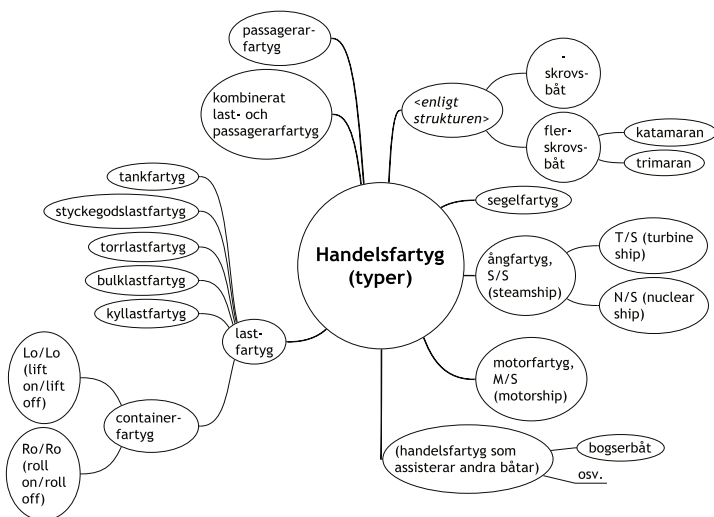 passagerar-
fartyg
kombinerat
last- och
passagerarfartyg
<enligt
strukturen>
-
skrovs-
båt
fler-
skrovs-
båt
katamaran
trimaran
segelfartyg
Handelsfartyg
(typer)
ångfartyg,
S/S
(steamship)
T/S (turbine
ship)
N/S (nuclear
ship)
motorfartyg,
M/S
(motorship)
(handelsfartyg som
assisterar andra båtar)
bogserbåt
osv.
tankfartyg
styckegodslastfartyg
torrlastfartyg
bulklastfartyg
kyllastfartyg
last-
fartyg
container-
fartyg
Lo/Lo
(lift
on/lift
off)
Ro/Ro
(roll
on/roll
off)